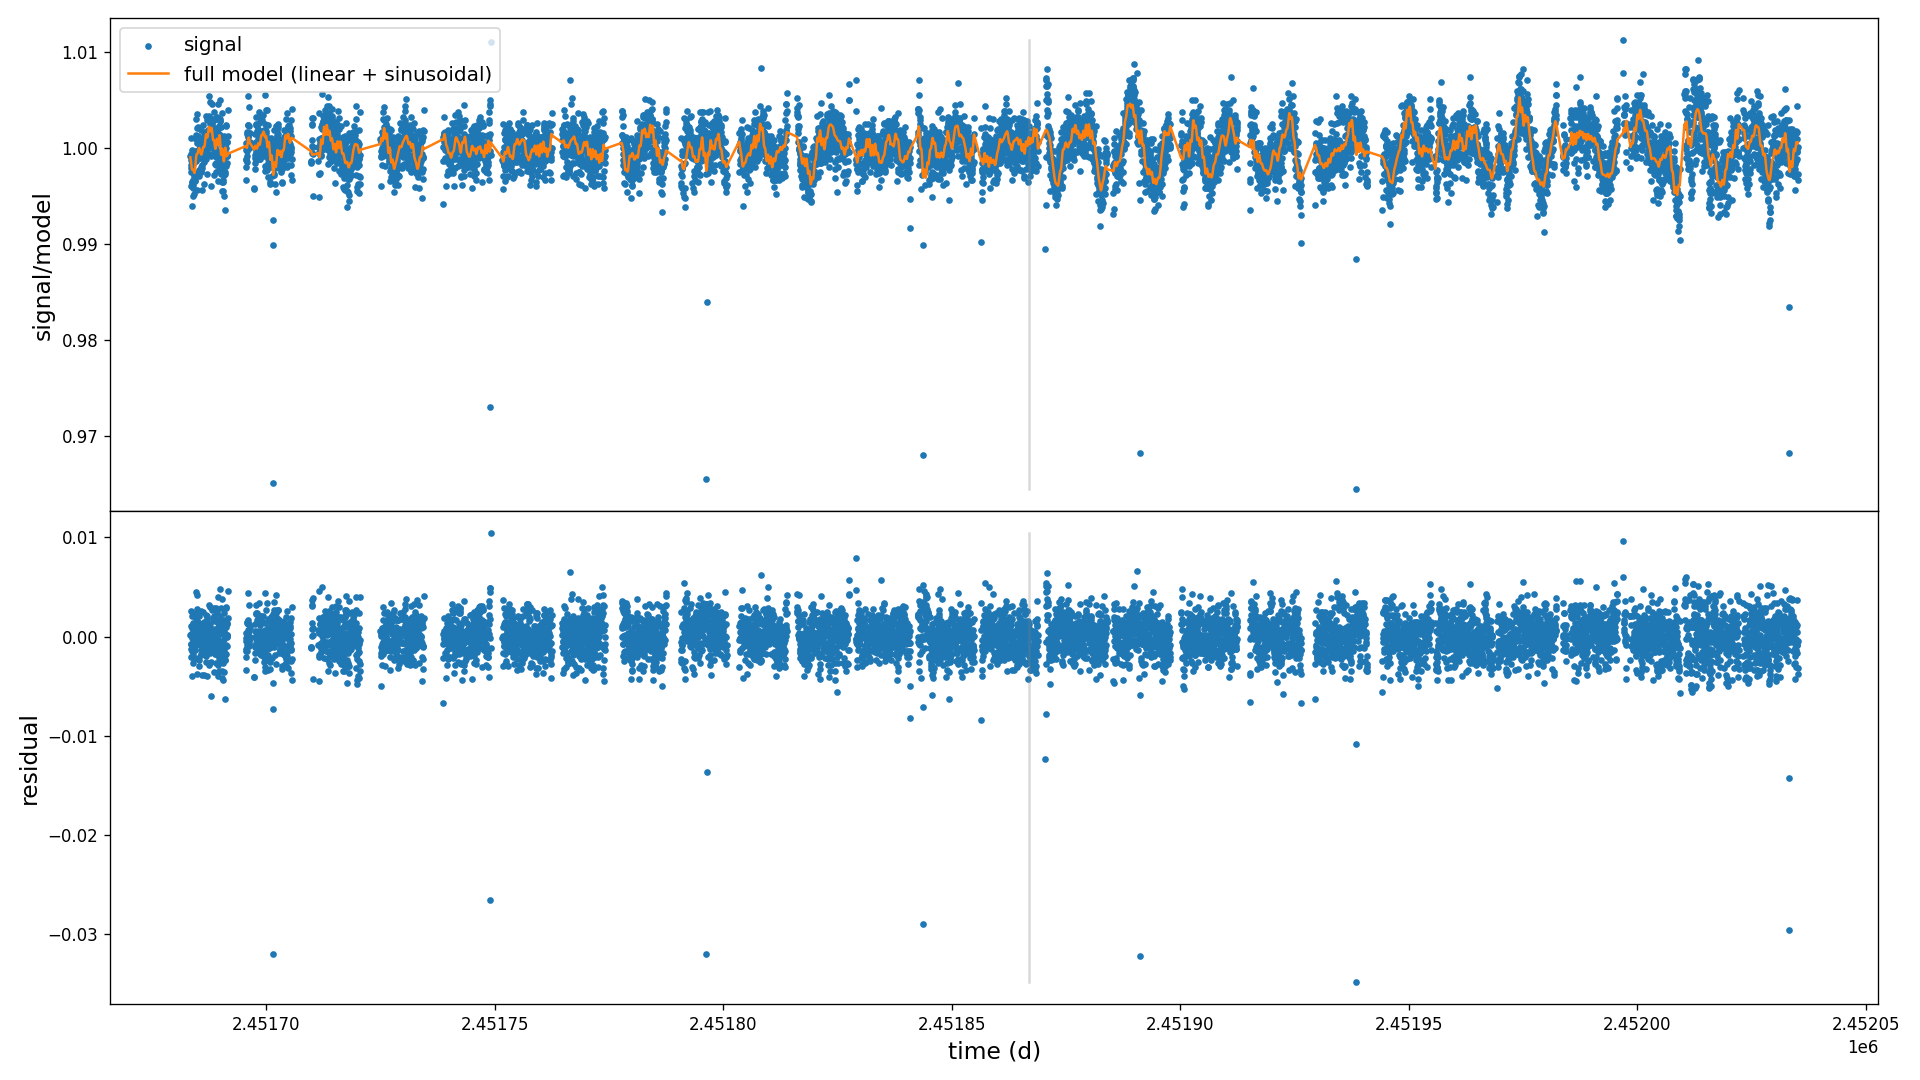 signal
full model (linear + sinusoidal)
1.01
1.00
0.99
0.98
0.97
signal/model
0.01
0.00
−0.01
−0.02
−0.03
residual
2.45170 2.45175 2.45180 2.45185 2.45190 2.45195 2.45200 2.45205
time (d)
1e6